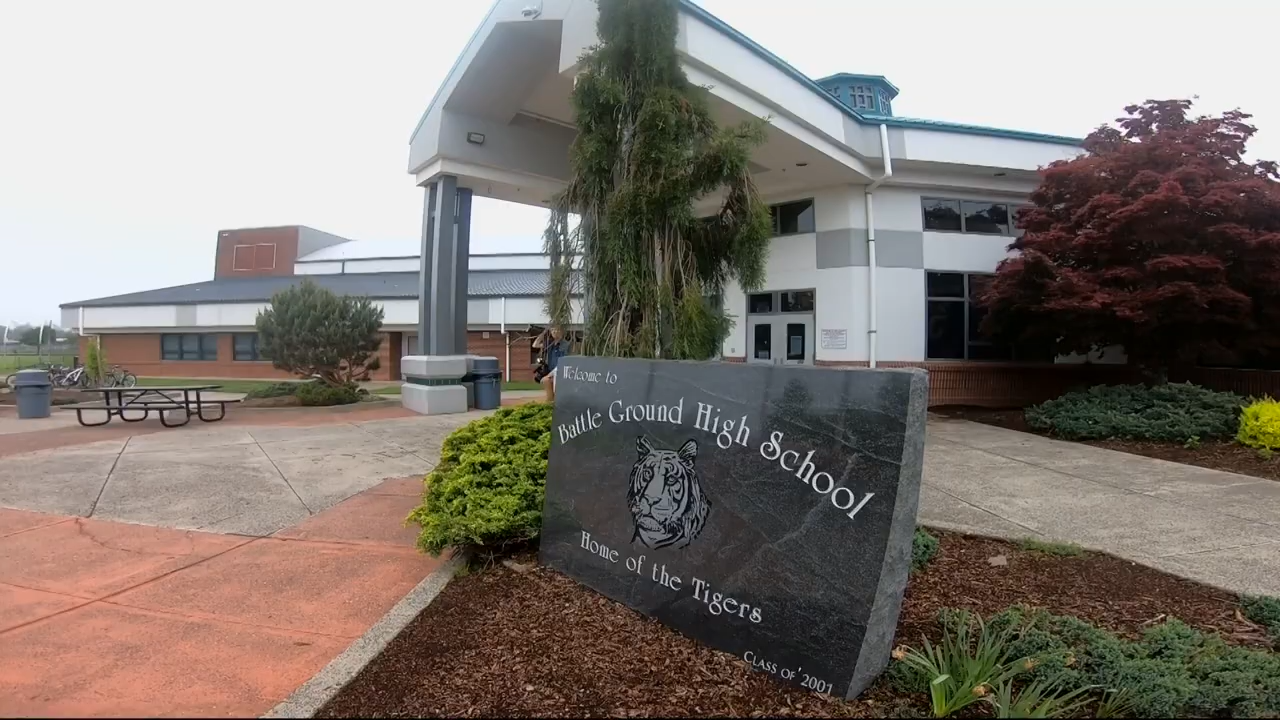 Welcome to
Battle Ground High School
Home of the Tigers
Class of 2001